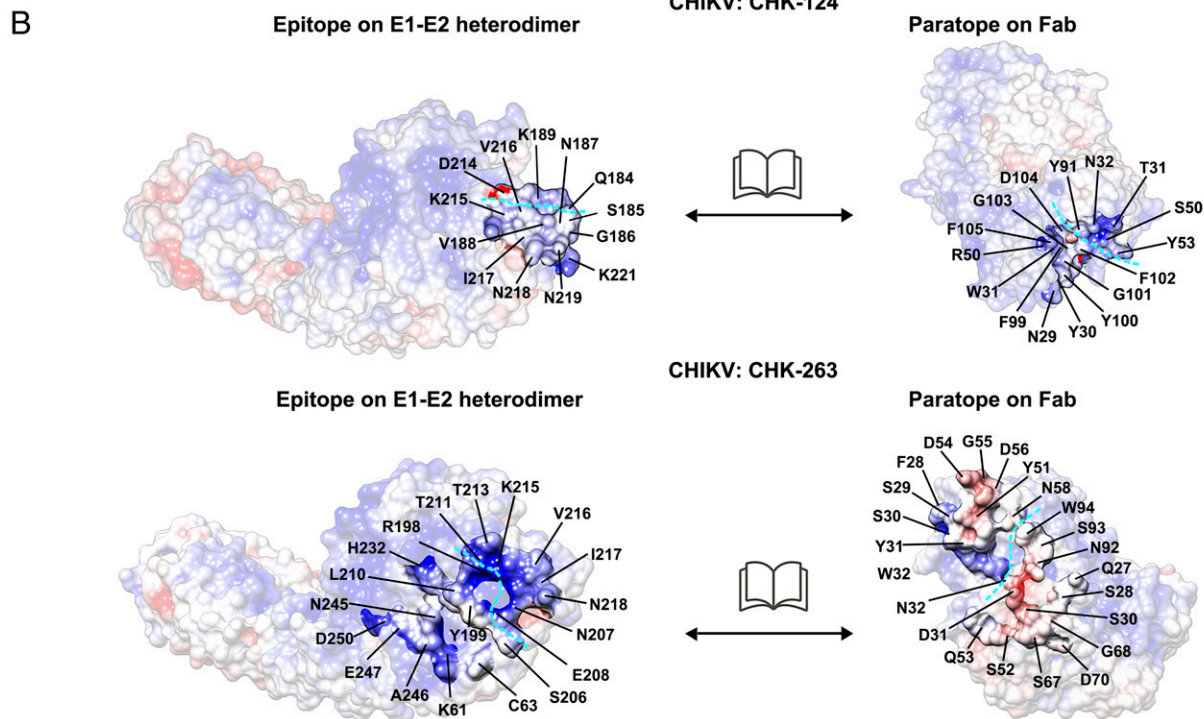 B
CHIKV: CHK-124
Epitope on E1-E2 heterodimer
Paratope on Fab
K189
V216
N187
D214
Q184
K215
S185
G186
V188
K221
I217
N218
N219
Y91
N32
D104
T31
G103
S50
F105
R50
Y53
W31
F102
G101
F99
Y100
N29
Y30
CHIKV: CHK-263
Epitope on E1-E2 heterodimer
Paratope on Fab
K215
T213
T211
V216
R198
H232
I217
L210
N218
N245
N207
D250
Y199
E247
E208
A246
S206
K61
C63
G55
D54
D56
F28
Y51
S29
N58
W94
S30
S93
Y31
N92
Q27
W32
S28
N32
S30
D31
G68
Q53
S52
S67
D70